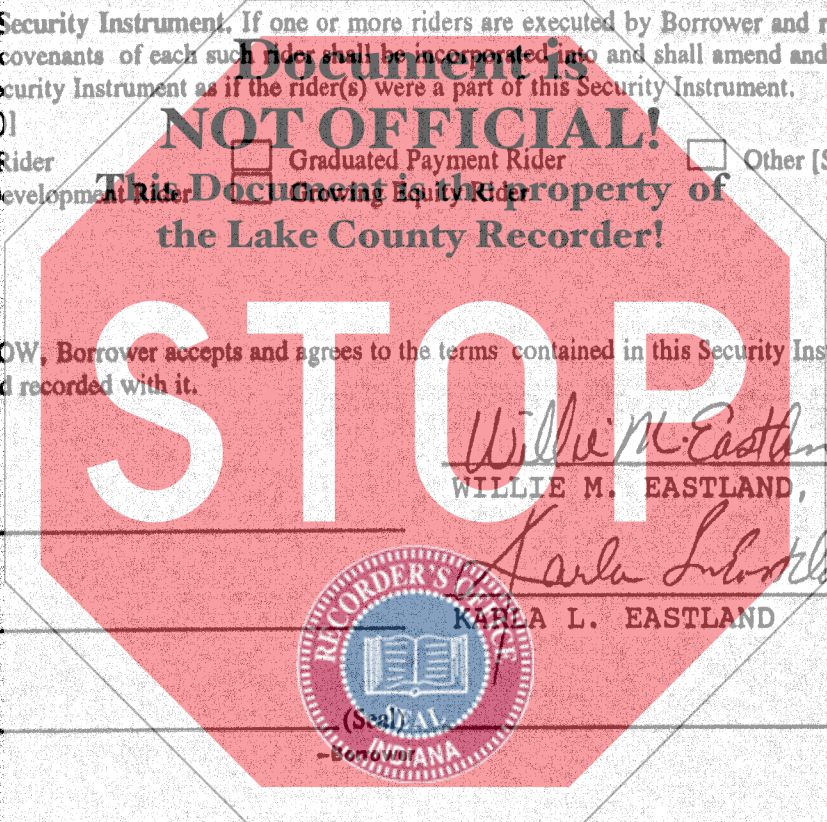 Security Instrument. If one or more riders are executed by Borrower and r
covenants of each such rider shall be incorporated into and shall amend and
curity Instrument as if the rider(s) were a part of this Security Instrument.
Document is
NOT OFFICIAL!
This Document is the property of
the Lake County Recorder!
)]
Rider Graduated Payment Rider Other [S
evelopment Rider Growing Equity Rider
STOP
OW, Borrower accepts and agrees to the terms contained in this Security Ins
d recorded with it.
Willie M. Eastlan
WILLIE M. EASTLAND,
Karla
KARLA L. EASTLAND
RECORDER'S OFFICE
SEAL
INDIANA
(Seal)
-Borrower